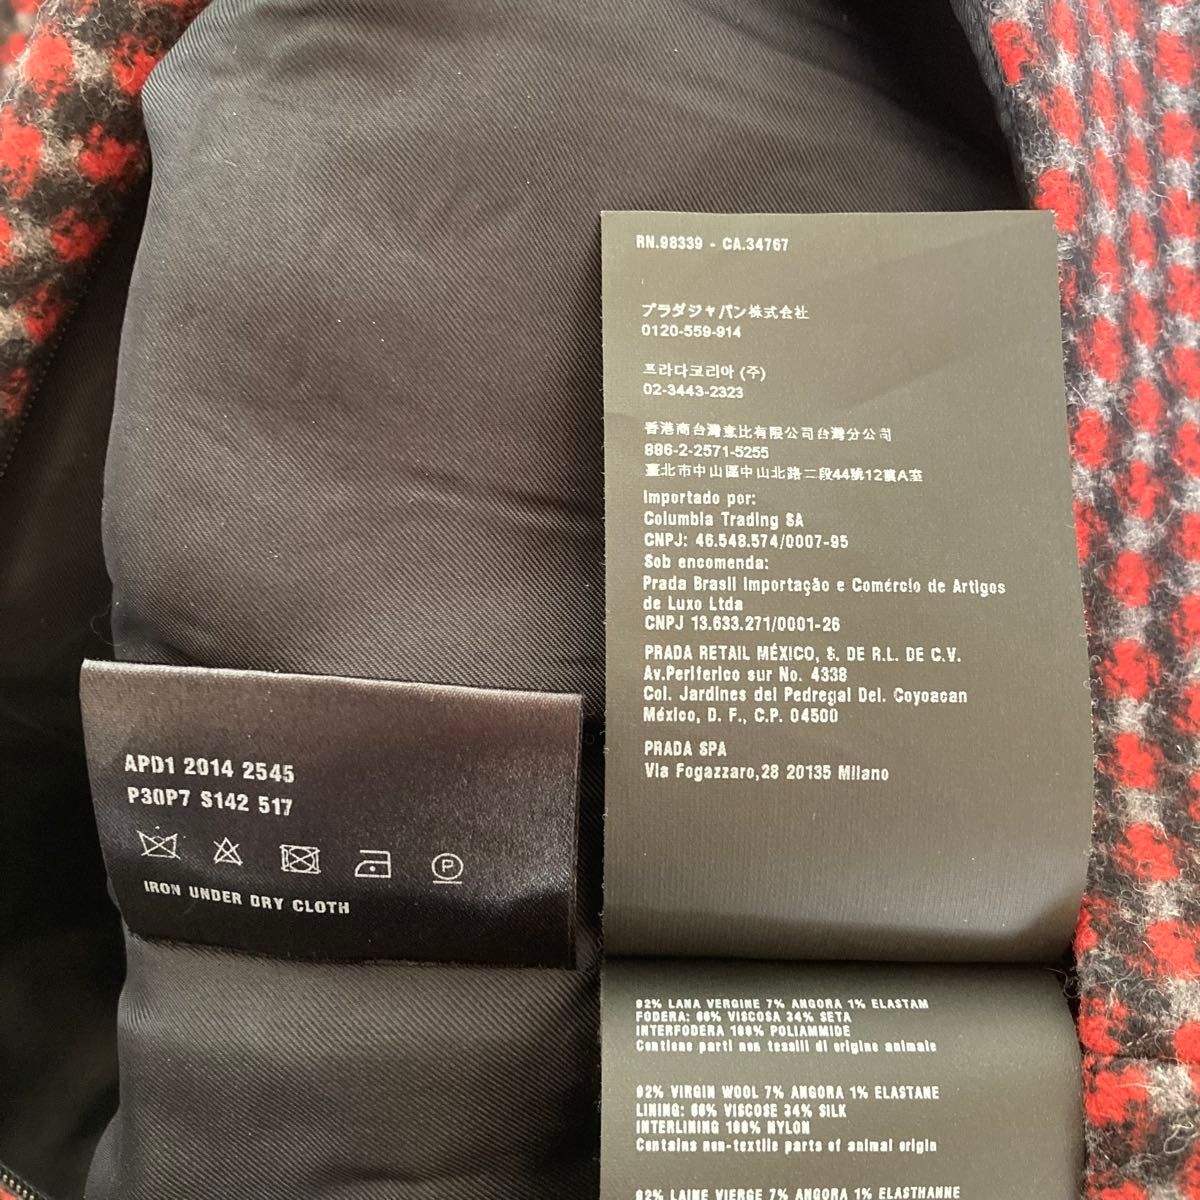 RN.98339 - CA.34767
プラダジャパン株式会社
0120-559-914
프라다코리아 (주)
02-3443-2323
香港商台灣意比有限公司台灣分公司
886-2-2571-5255
臺北市中山區中山北路二段44號12樓A室
Importado por:
Columbia Trading SA
CNPJ: 46.548.574/0007-95
Sob encomenda:
Prada Brasil Importação e Comércio de Artigos
de Luxo Ltda
CNPJ 13.633.271/0001-26
PRADA RETAIL MÉXICO, S. DE R.L. DE C.V.
Av.Periferico sur No. 4338
Col. Jardines del Pedregal Del. Coyoacan
México, D. F., C.P. 04500
PRADA SPA
Via Fogazzaro,28 20135 Milano
APD1 2014 2545
P30P7 S142 517
P
IRON UNDER DRY CLOTH
92% LANA VERGINE 7% ANGORA 1% ELASTAM
FODERA: 66% VISCOSA 34% SETA
INTERFODERA 100% POLIAMMIDE
Contiene parti non tessili di origine animale
92% VIRGIN WOOL 7% ANGORA 1% ELASTANE
LINING: 66% VISCOSE 34% SILK
INTERLINING 100% NYLON
Contains non-textile parts of animal origin
92% LAINE VIERGE 7% ANGORA 1% ELASTHANNE